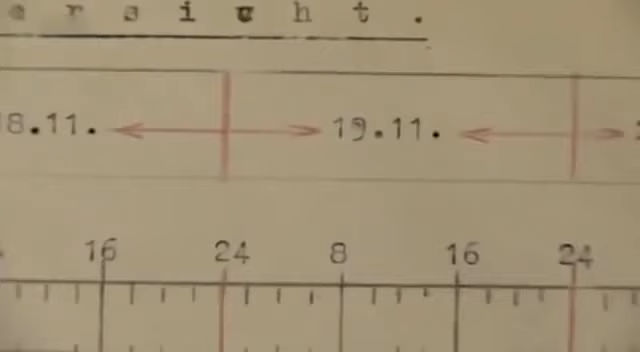 e r s i c h t .
8.11. 19.11.
16 24 8 16 24